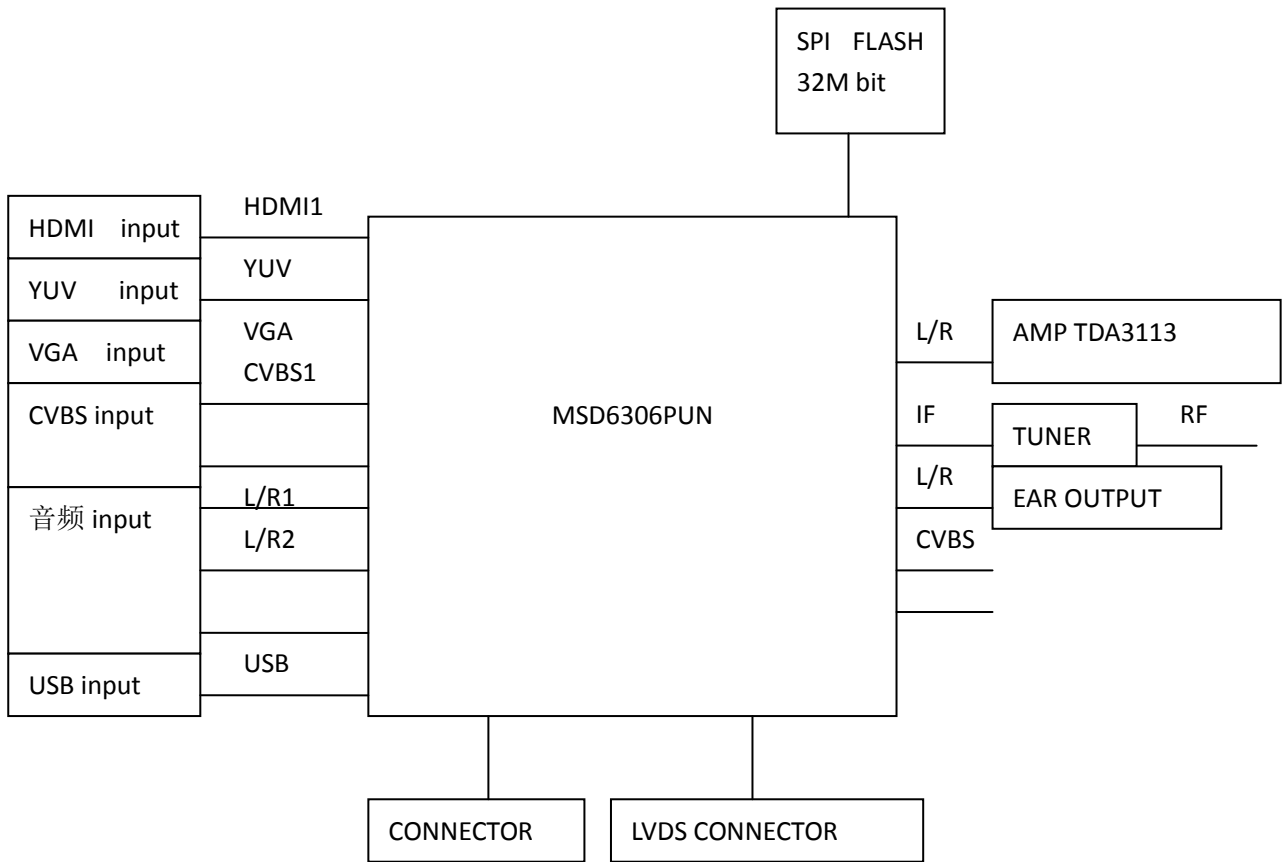 SPI FLASH
32M bit
HDMI input
YUV input
VGA input
CVBS input
音频 input
USB input
HDMI1
YUV
VGA
CVBS1
L/R1
L/R2
USB
MSD6306PUN
L/R
AMP TDA3113
IF
TUNER
RF
L/R
EAR OUTPUT
CVBS
CONNECTOR
LVDS CONNECTOR